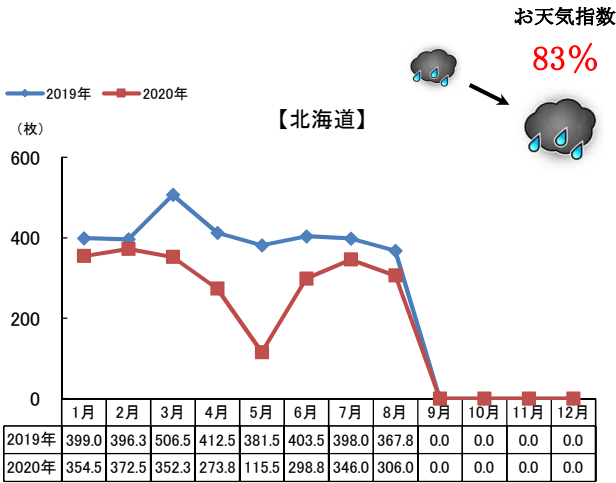 お天気指数
83%
2019年 2020年
（枚）
【北海道】
600
400
200
0
1月 2月 3月 4月 5月 6月 7月 8月 9月 10月 11月 12月
2019年 399.0 396.3 506.5 412.5 381.5 403.5 398.0 367.8 0.0 0.0 0.0 0.0
2020年 354.5 372.5 352.3 273.8 115.5 298.8 346.0 306.0 0.0 0.0 0.0 0.0